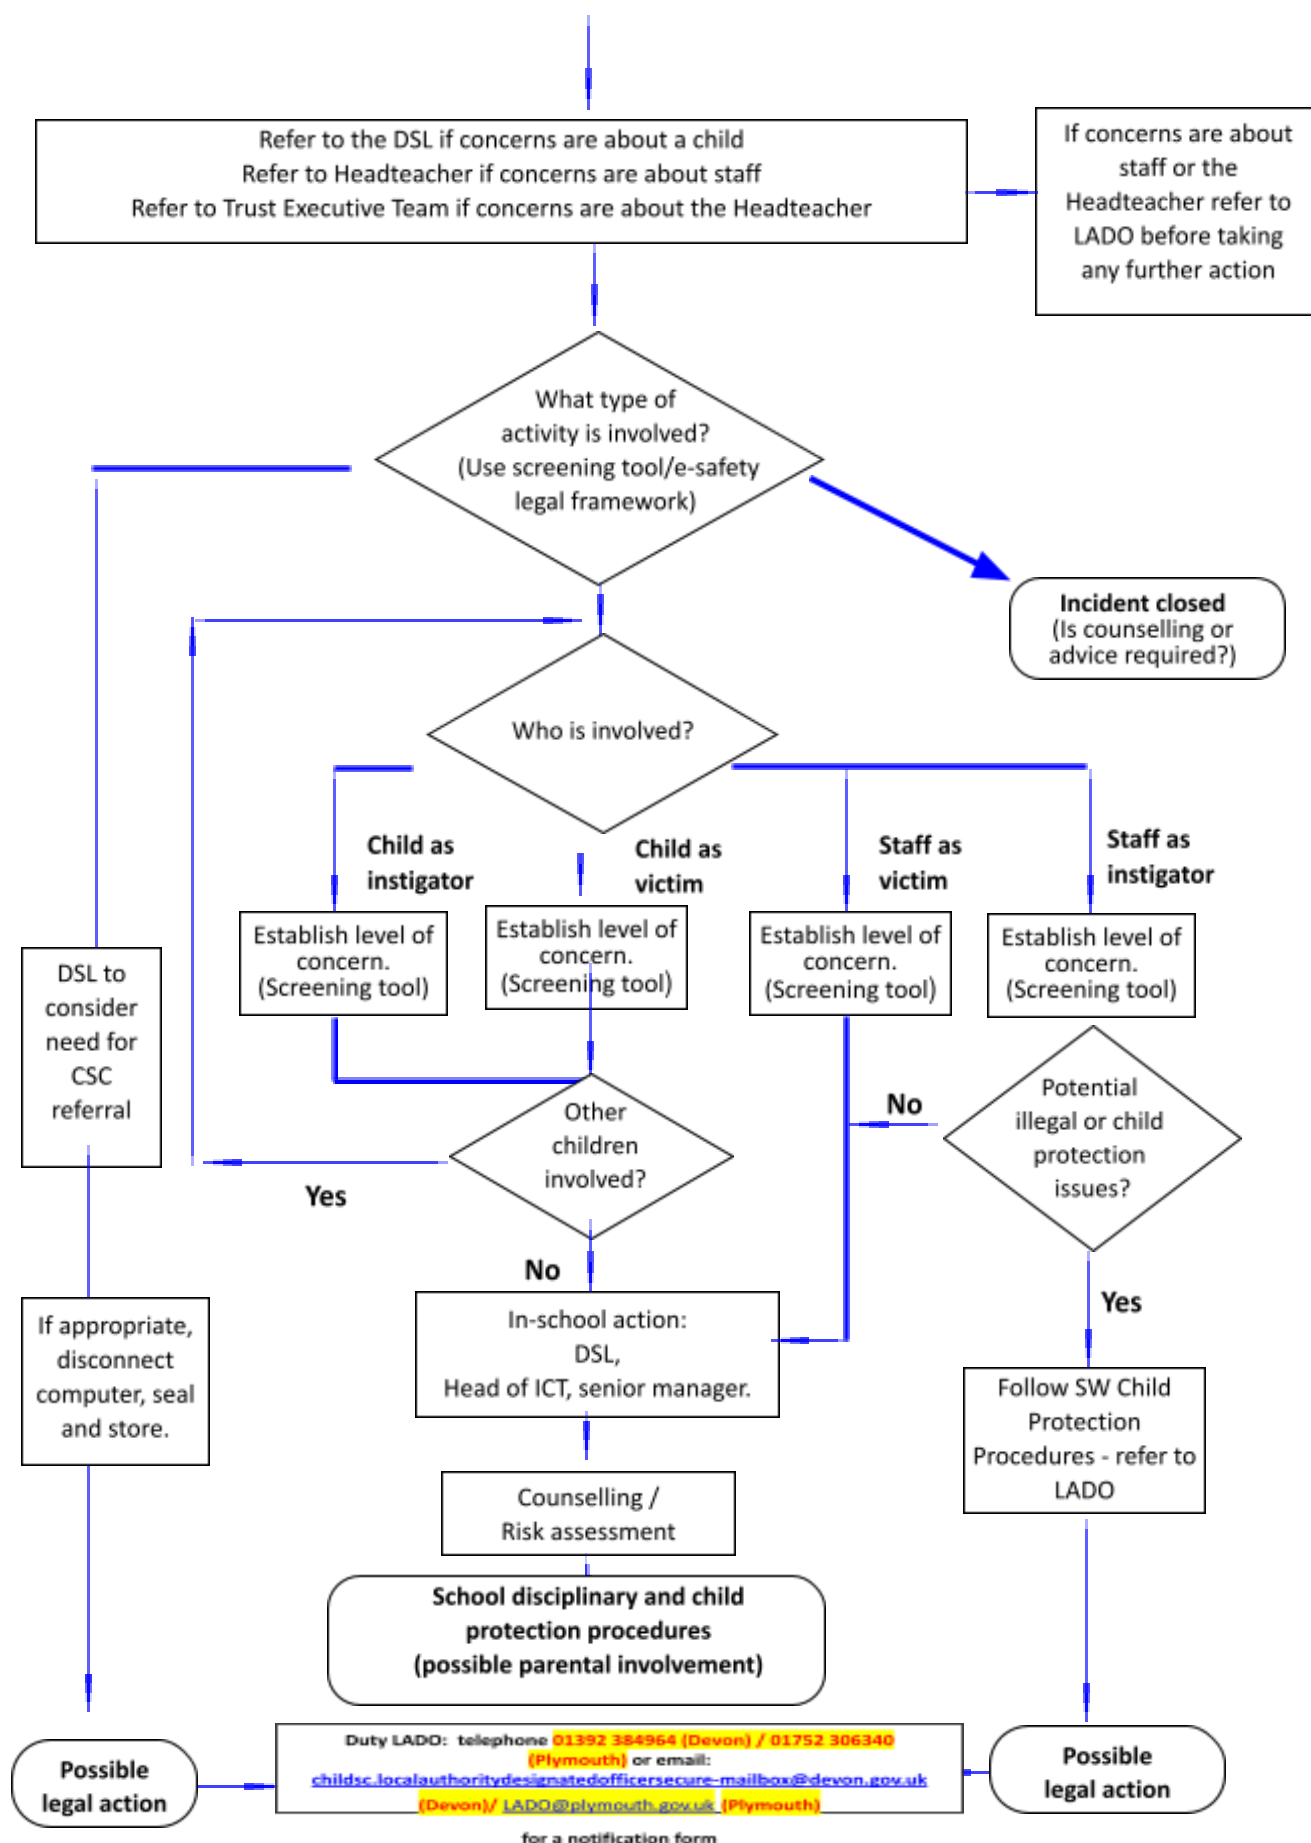 Refer to the DSL if concerns are about a child
Refer to Headteacher if concerns are about staff
Refer to Trust Executive Team if concerns are about the Headteacher
If concerns are about
staff or the
Headteacher refer to
LADO before taking
any further action
What type of
activity is involved?
(Use screening tool/e-safety
legal framework)
Incident closed
(Is counselling or
advice required?)
Who is involved?
Child as
instigator
Child as
victim
Staff as
victim
Staff as
instigator
Establish level of
concern.
(Screening tool)
Establish level of
concern.
(Screening tool)
Establish level of
concern.
(Screening tool)
Establish level of
concern.
(Screening tool)
DSL to
consider
need for
CSC
referral
Other
children
involved?
Yes
No
Potential
illegal or child
protection
issues?
No
Yes
If appropriate,
disconnect
computer, seal
and store.
In-school action:
DSL,
Head of ICT, senior manager.
Follow SW Child
Protection
Procedures - refer to
LADO
Counselling /
Risk assessment
School disciplinary and child
protection procedures
(possible parental involvement)
Possible
legal action
Duty LADO: telephone 01392 384964 (Devon) / 01752 306340
(Plymouth) or email:
childsc.localauthoritydesignatedofficersecure-mailbox@devon.gov.uk
(Devon)/ LADO@plymouth.gov.uk (Plymouth)
for a notification form
Possible
legal action